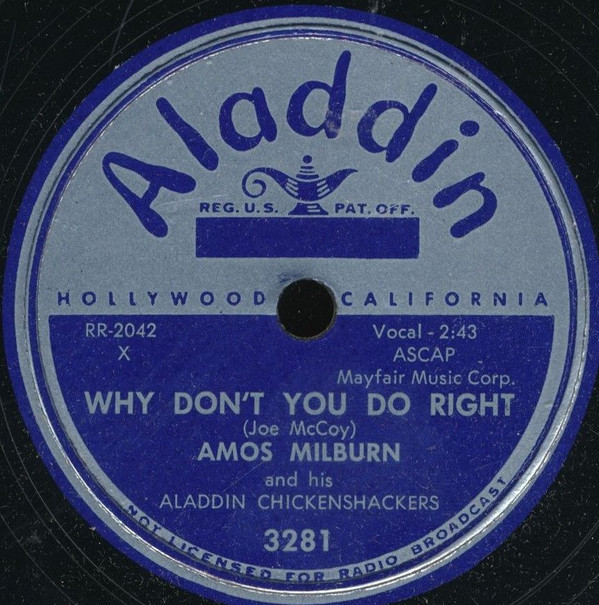 Aladdin
REG. U.S. PAT. OFF.
HOLLYWOOD CALIFORNIA
RR-2042
X
Vocal - 2:43
ASCAP
Mayfair Music Corp.
WHY DON'T YOU DO RIGHT
(Joe McCoy)
AMOS MILBURN
and his
ALADDIN CHICKENSHACKERS
3281
NOT LICENSED FOR RADIO BROADCAST